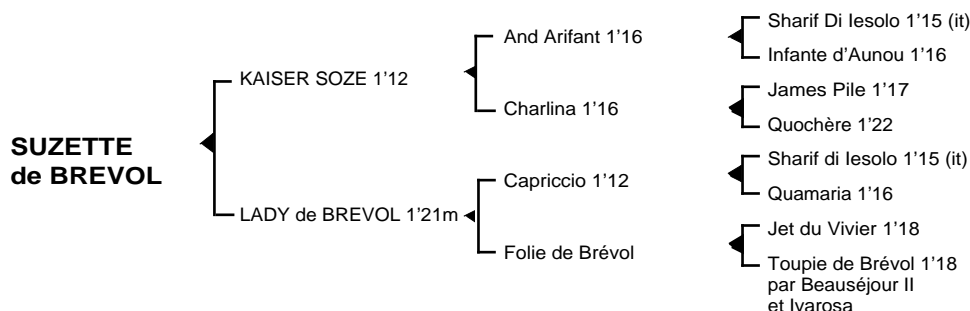 SUZETTE
de BREVOL
KAISER SOZE 1’12
LADY de BREVOL 1’21m
And Arifant 1’16
Charlina 1’16
Capriccio 1’12
Folie de Brévol
Sharif Di Iesolo 1’15 (it)
Infante d’Aunou 1’16
James Pile 1’17
Quochère 1’22
Sharif di Iesolo 1’15 (it)
Quamaria 1’16
Jet du Vivier 1’18
Toupie de Brévol 1’18
par Beauséjour II
et Ivarosa